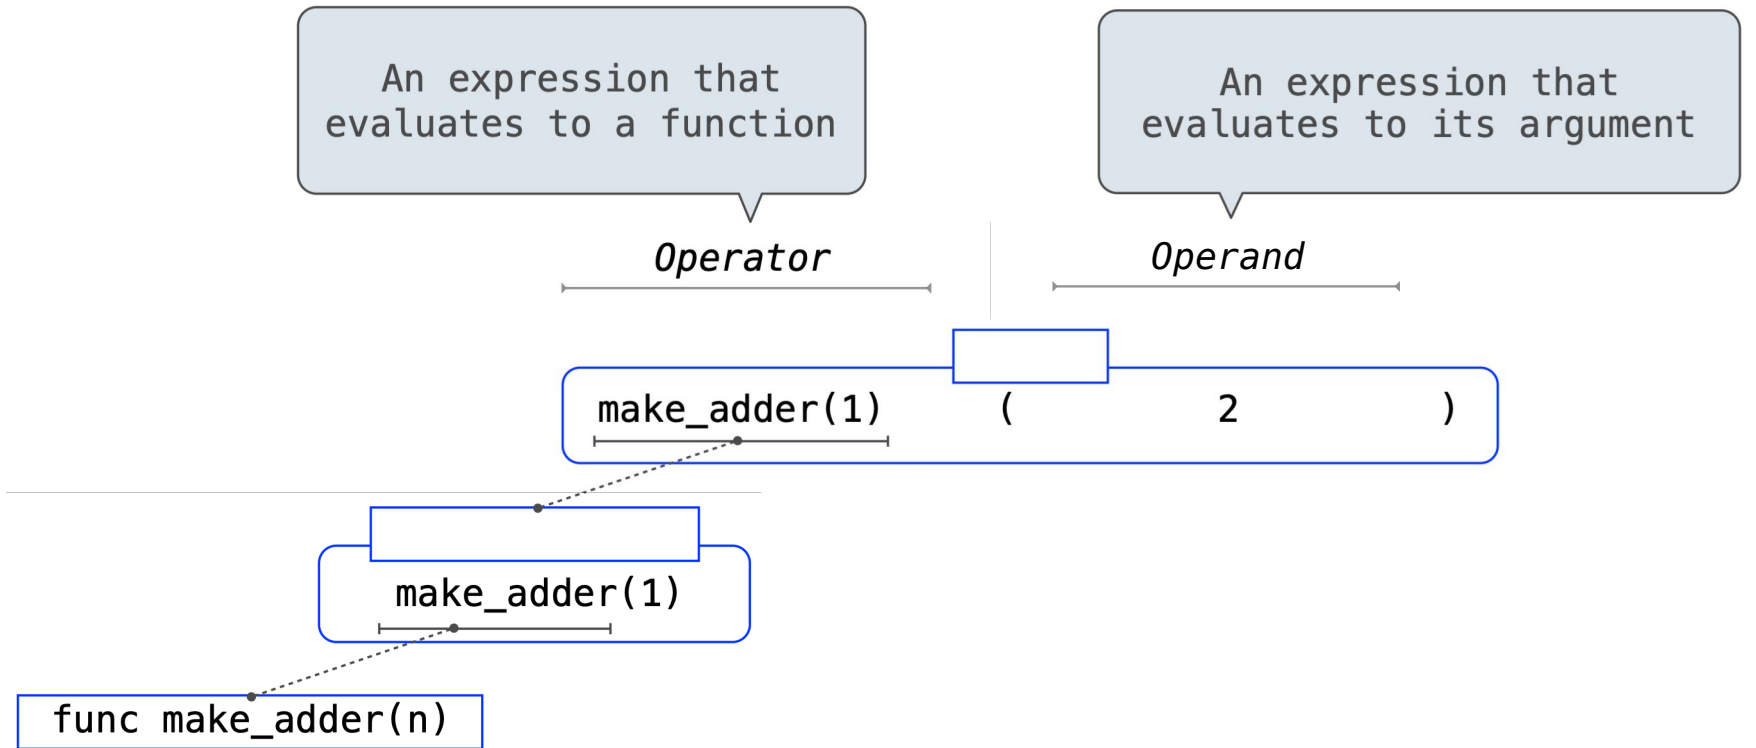 An expression that
evaluates to a function
An expression that
evaluates to its argument
Operator
Operand
make_adder(1) ( 2 )
make_adder(1)
func make_adder(n)